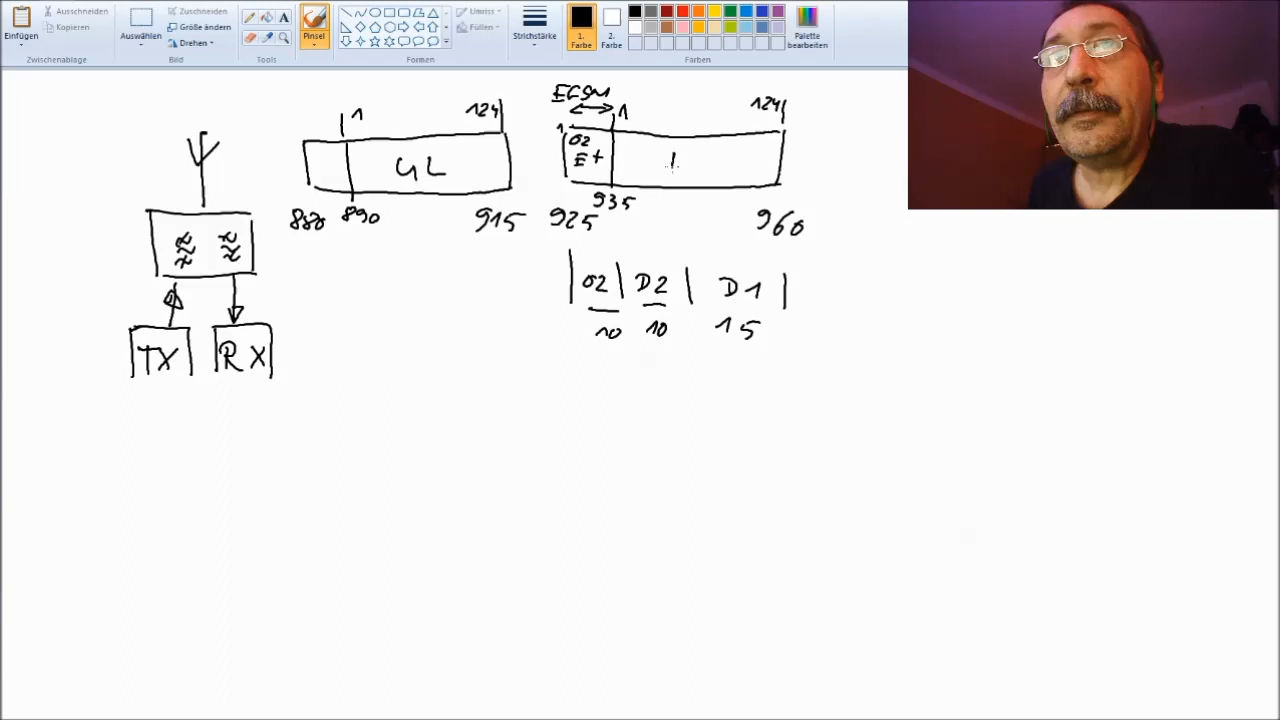 Einfügen
Ausschneiden
Kopieren
Zwischenablage
Auswählen
Zuschneiden
Größe ändern
Drehen
Bild
A
Tools
Pinsel
Formen
Umriss
Füllen
Strichstärke
1. Farbe
2. Farbe
Palette bearbeiten
Farben
1
124
UL
880
890
915
EGSM
1
1
124
O2
E+
925
935
960
O2 D2 D1
10 10 15
TX
RX